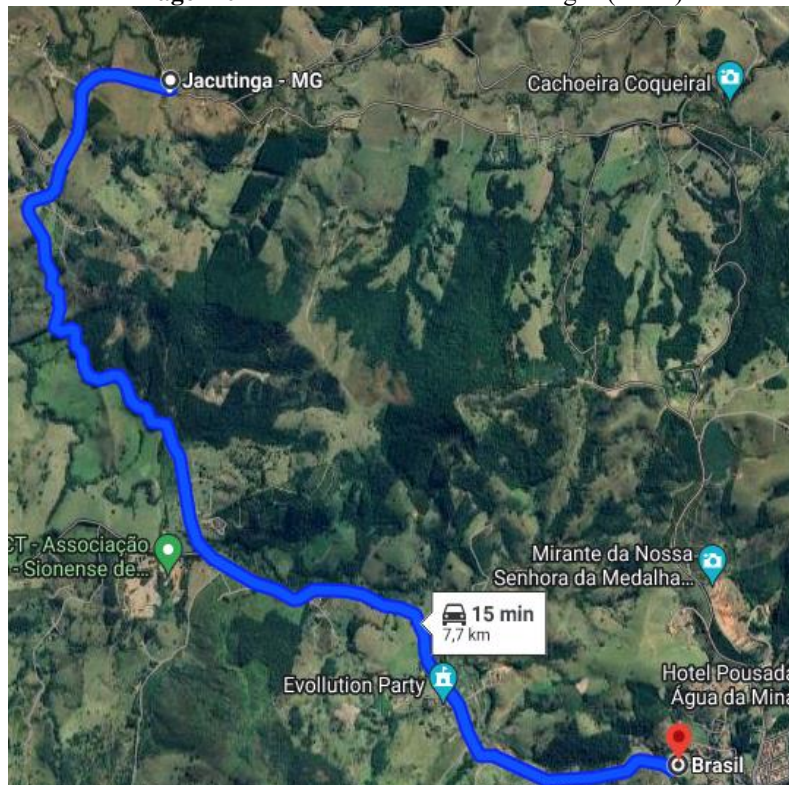 Jacutinga - MG
Cachoeira Coqueiral
CT - Associação
- Sionense de...
Mirante da Nossa
Senhora da Medalha...
15 min
7,7 km
Evollution Party
Hotel Pousada
Água da Mina
Brasil